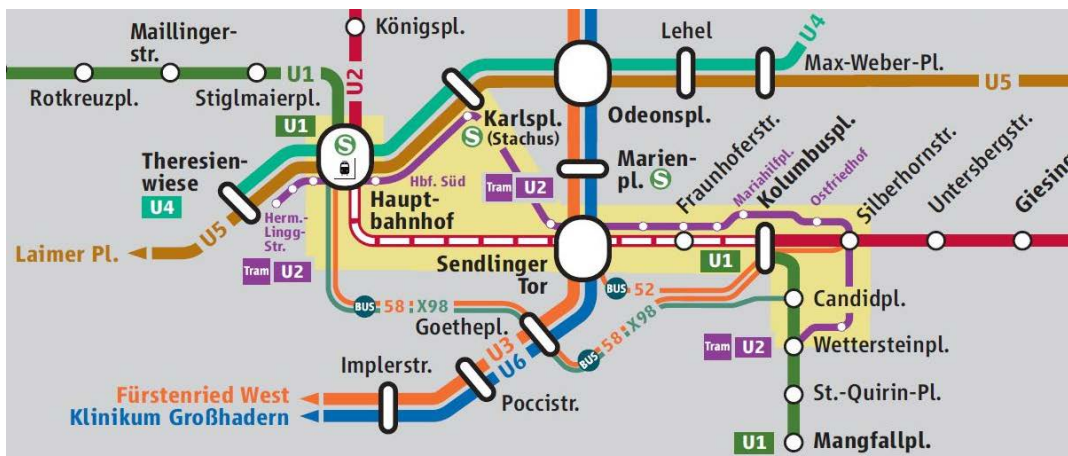 Königspl.
Lehel
U4
Maillinger-
str.
Max-Weber-Pl.
U1
U2
U5
Rotkreuzpl.
Stiglmaierpl.
Odeonspl.
U1
Karlspl.
(Stachus)
S
S
Marien-
pl. S
Fraunhoferstr.
Mariahilfpl.
Kolumbuspl.
Ostfriedhof
Silberhornstr.
Untersbergstr.
Giesing
Theresien-
wiese
U4
Hbf. Süd
Tram U2
Herm.-
Lingg-
Str.
Haupt-
bahnhof
U5
Laimer Pl.
Tram U2
Sendlinger
Tor
U1
BUS 52
Candidpl.
BUS 58 X98
Goethepl.
BUS 58 X98
U3
U6
Tram U2
Wettersteinpl.
Implerstr.
Fürstenried West
Klinikum Großhadern
Poccistr.
St.-Quirin-Pl.
U1
Mangfallpl.